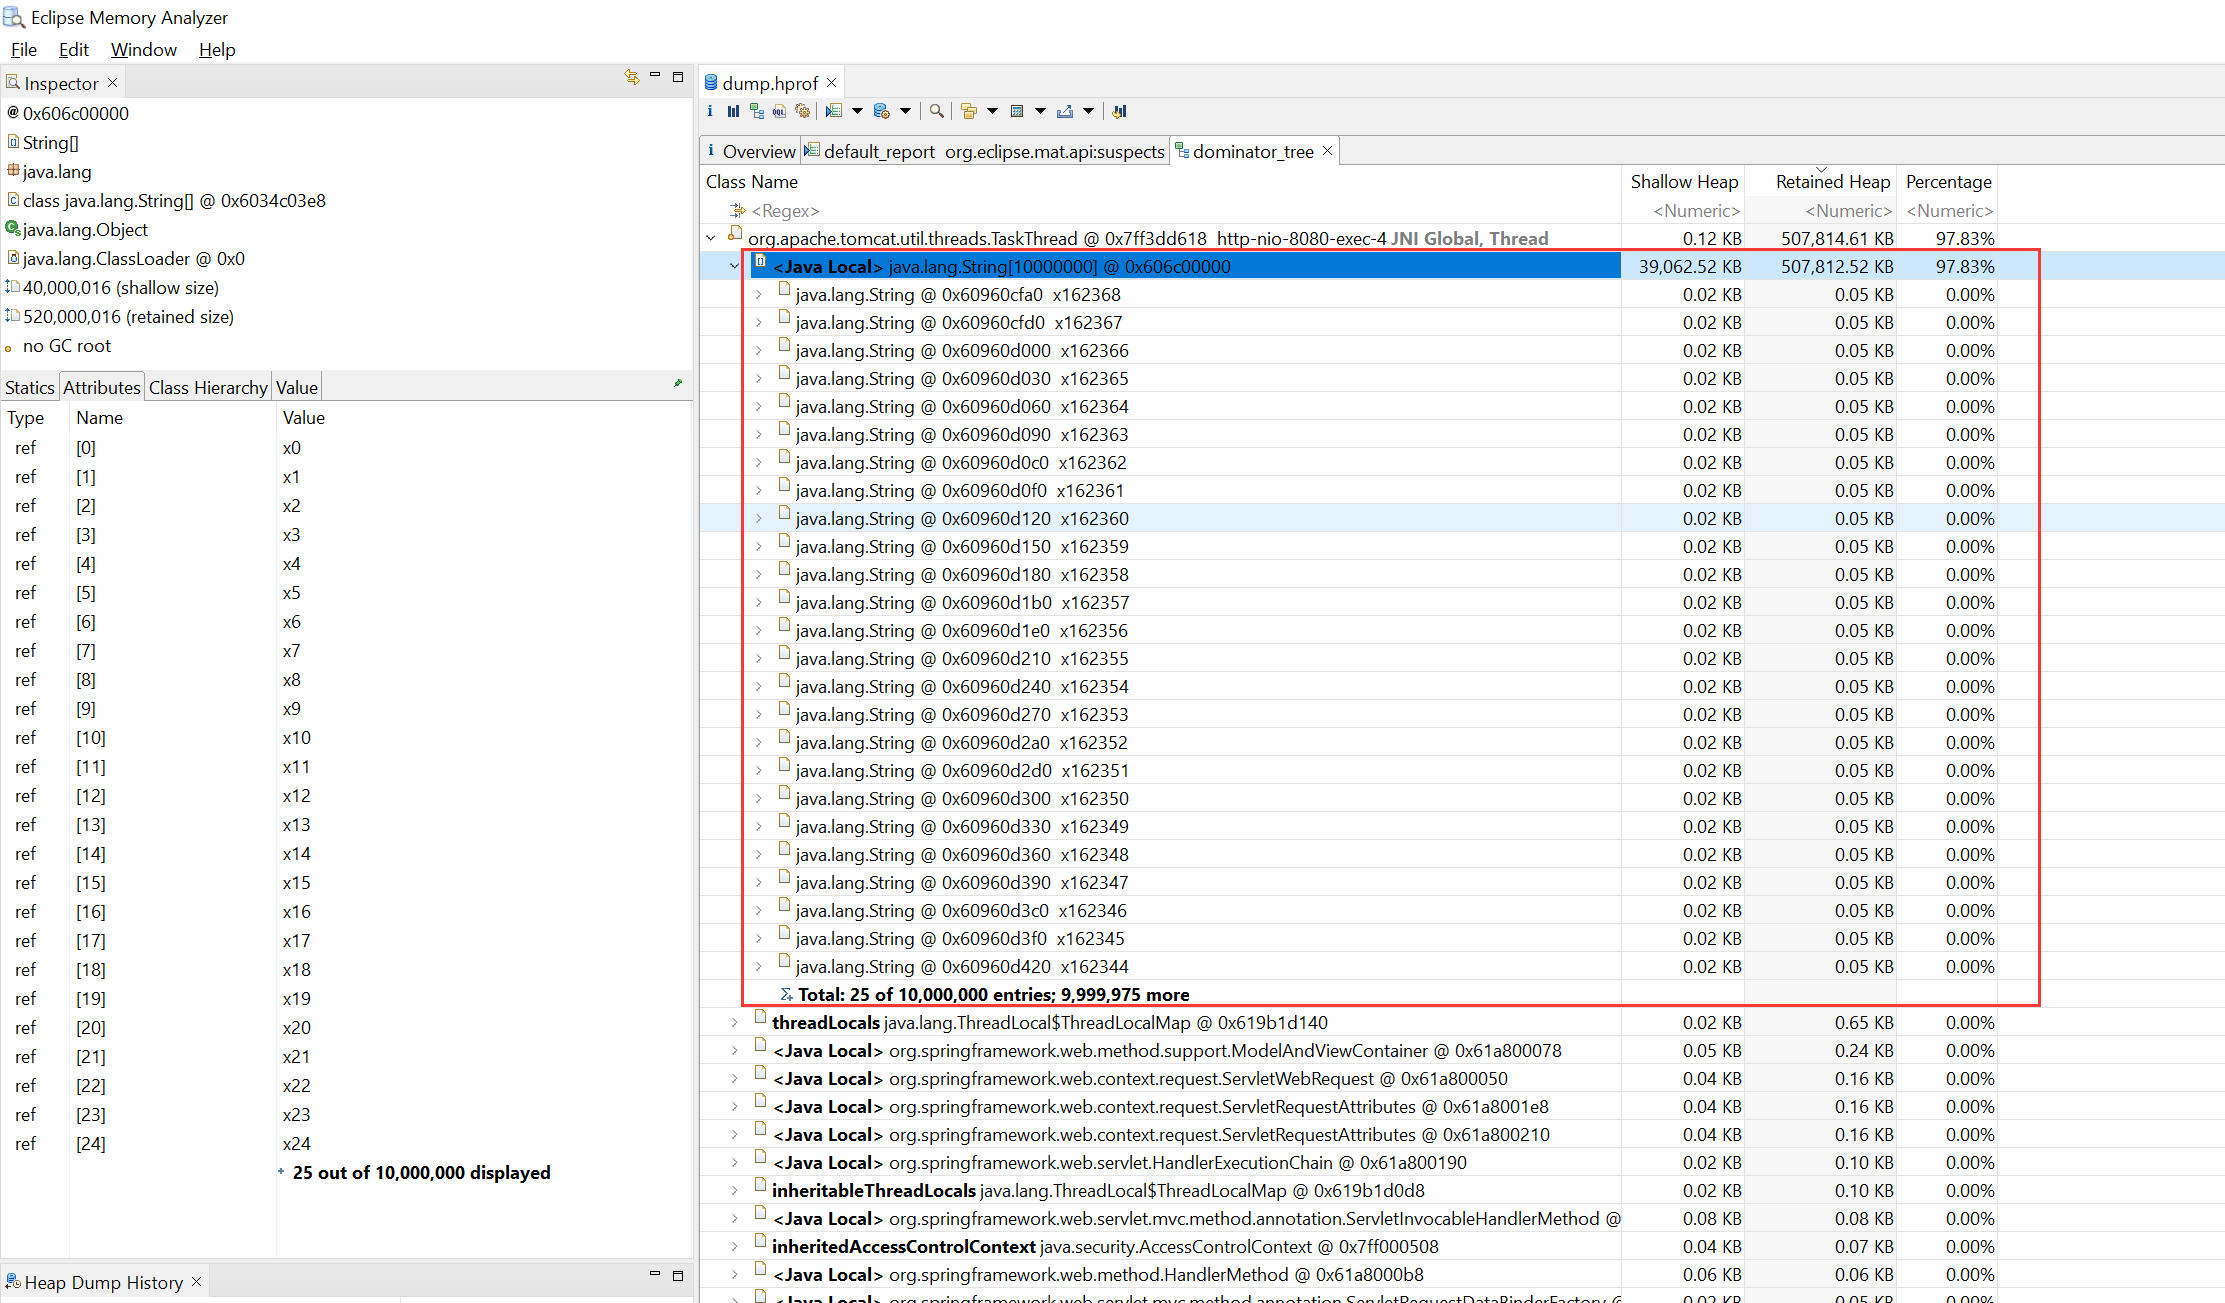 Eclipse Memory Analyzer
File Edit Window Help
Inspector
@ 0x606c00000
String[]
java.lang
class java.lang.String[] @ 0x6034c03e8
java.lang.Object
java.lang.ClassLoader @ 0x0
40,000,016 (shallow size)
520,000,016 (retained size)
no GC root
Statics Attributes Class Hierarchy Value
Type Name Value
ref [0] x0
ref [1] x1
ref [2] x2
ref [3] x3
ref [4] x4
ref [5] x5
ref [6] x6
ref [7] x7
ref [8] x8
ref [9] x9
ref [10] x10
ref [11] x11
ref [12] x12
ref [13] x13
ref [14] x14
ref [15] x15
ref [16] x16
ref [17] x17
ref [18] x18
ref [19] x19
ref [20] x20
ref [21] x21
ref [22] x22
ref [23] x23
ref [24] x24
25 out of 10,000,000 displayed
Heap Dump History
dump.hprof
Overview default_report org.eclipse.mat.api:suspects dominator_tree
Class Name Shallow Heap Retained Heap Percentage
<Regex> <Numeric> <Numeric> <Numeric>
org.apache.tomcat.util.threads.TaskThread @ 0x7ff3dd618 http-nio-8080-exec-4 JNI Global, Thread 0.12 KB 507,814.61 KB 97.83%
<Java Local> java.lang.String[10000000] @ 0x606c00000 39,062.52 KB 507,812.52 KB 97.83%
java.lang.String @ 0x60960cfa0 x162368 0.02 KB 0.05 KB 0.00%
java.lang.String @ 0x60960cfd0 x162367 0.02 KB 0.05 KB 0.00%
java.lang.String @ 0x60960d000 x162366 0.02 KB 0.05 KB 0.00%
java.lang.String @ 0x60960d030 x162365 0.02 KB 0.05 KB 0.00%
java.lang.String @ 0x60960d060 x162364 0.02 KB 0.05 KB 0.00%
java.lang.String @ 0x60960d090 x162363 0.02 KB 0.05 KB 0.00%
java.lang.String @ 0x60960d0c0 x162362 0.02 KB 0.05 KB 0.00%
java.lang.String @ 0x60960d0f0 x162361 0.02 KB 0.05 KB 0.00%
java.lang.String @ 0x60960d120 x162360 0.02 KB 0.05 KB 0.00%
java.lang.String @ 0x60960d150 x162359 0.02 KB 0.05 KB 0.00%
java.lang.String @ 0x60960d180 x162358 0.02 KB 0.05 KB 0.00%
java.lang.String @ 0x60960d1b0 x162357 0.02 KB 0.05 KB 0.00%
java.lang.String @ 0x60960d1e0 x162356 0.02 KB 0.05 KB 0.00%
java.lang.String @ 0x60960d210 x162355 0.02 KB 0.05 KB 0.00%
java.lang.String @ 0x60960d240 x162354 0.02 KB 0.05 KB 0.00%
java.lang.String @ 0x60960d270 x162353 0.02 KB 0.05 KB 0.00%
java.lang.String @ 0x60960d2a0 x162352 0.02 KB 0.05 KB 0.00%
java.lang.String @ 0x60960d2d0 x162351 0.02 KB 0.05 KB 0.00%
java.lang.String @ 0x60960d300 x162350 0.02 KB 0.05 KB 0.00%
java.lang.String @ 0x60960d330 x162349 0.02 KB 0.05 KB 0.00%
java.lang.String @ 0x60960d360 x162348 0.02 KB 0.05 KB 0.00%
java.lang.String @ 0x60960d390 x162347 0.02 KB 0.05 KB 0.00%
java.lang.String @ 0x60960d3c0 x162346 0.02 KB 0.05 KB 0.00%
java.lang.String @ 0x60960d3f0 x162345 0.02 KB 0.05 KB 0.00%
java.lang.String @ 0x60960d420 x162344 0.02 KB 0.05 KB 0.00%
Total: 25 of 10,000,000 entries; 9,999,975 more
threadLocals java.lang.ThreadLocal$ThreadLocalMap @ 0x619b1d140 0.02 KB 0.65 KB 0.00%
<Java Local> org.springframework.web.method.support.ModelAndViewContainer @ 0x61a800078 0.05 KB 0.24 KB 0.00%
<Java Local> org.springframework.web.context.request.ServletWebRequest @ 0x61a800050 0.04 KB 0.16 KB 0.00%
<Java Local> org.springframework.web.context.request.ServletRequestAttributes @ 0x61a8001e8 0.04 KB 0.16 KB 0.00%
<Java Local> org.springframework.web.context.request.ServletRequestAttributes @ 0x61a800210 0.04 KB 0.16 KB 0.00%
<Java Local> org.springframework.web.servlet.HandlerExecutionChain @ 0x61a800190 0.02 KB 0.10 KB 0.00%
inheritableThreadLocals java.lang.ThreadLocal$ThreadLocalMap @ 0x619b1d0d8 0.02 KB 0.10 KB 0.00%
<Java Local> org.springframework.web.servlet.mvc.method.annotation.ServletInvocableHandlerMethod @ 0.08 KB 0.08 KB 0.00%
inheritedAccessControlContext java.security.AccessControlContext @ 0x7ff000508 0.04 KB 0.07 KB 0.00%
<Java Local> org.springframework.web.method.HandlerMethod @ 0x61a8000b8 0.06 KB 0.06 KB 0.00%
<Java Local> org.springframework.web.servlet.mvc.method.annotation.ServletRequestDataBinderFactory @ 0.02 KB 0.05 KB 0.00%